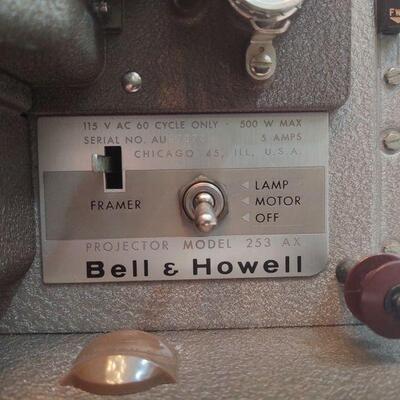 115 V AC 60 CYCLE ONLY - 500 W MAX
SERIAL NO. AU 5 AMPS
CHICAGO 45, ILL, U.S.A.
LAMP
FRAMER MOTOR
OFF
PROJECTOR MODEL 253 AX
Bell & Howell